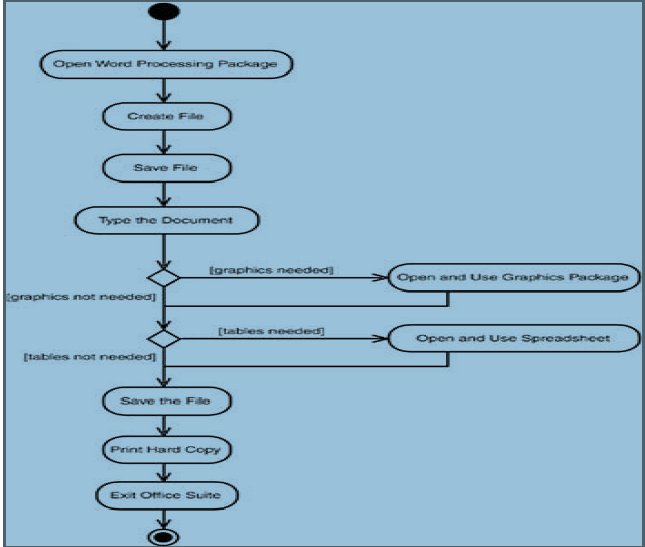 Open Word Processing Package
Create File
Save File
Type the Document
[graphics needed]
Open and Use Graphics Package
[graphics not needed]
[tables needed]
Open and Use Spreadsheet
[tables not needed]
Save the File
Print Hard Copy
Exit Office Suite